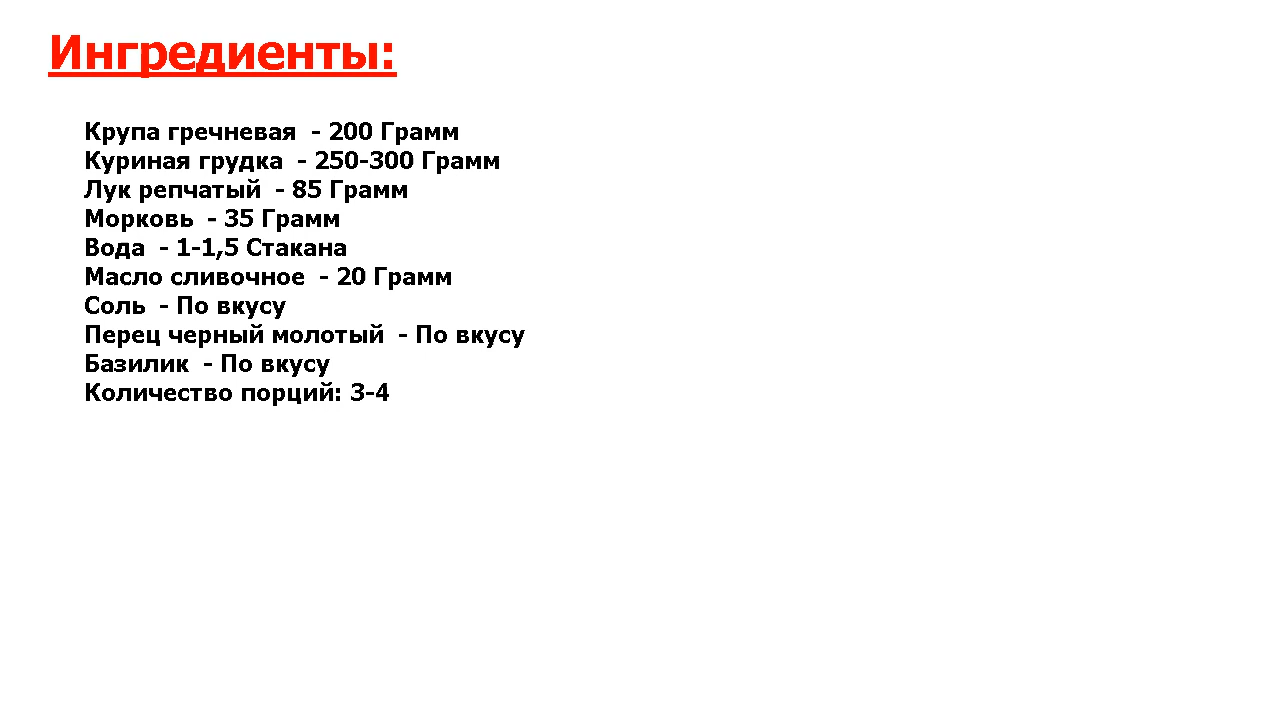 Ингредиенты:
Крупа гречневая  - 200 Грамм
Куриная грудка  - 250-300 Грамм
Лук репчатый  - 85 Грамм
Морковь  - 35 Грамм
Вода  - 1-1,5 Стакана
Масло сливочное  - 20 Грамм
Соль  - По вкусу
Перец черный молотый  - По вкусу
Базилик  - По вкусу
Количество порций: 3-4